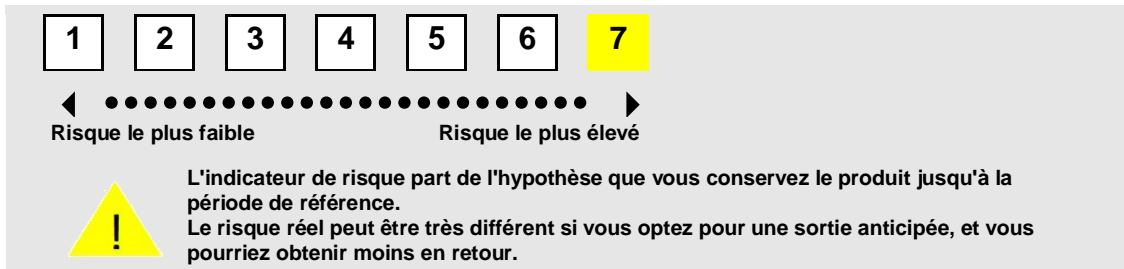 1 2 3 4 5 6 7
Risque le plus faible Risque le plus élevé
L'indicateur de risque part de l'hypothèse que vous conservez le produit jusqu'à la
période de référence.
! Le risque réel peut être très différent si vous optez pour une sortie anticipée, et vous
pourriez obtenir moins en retour.